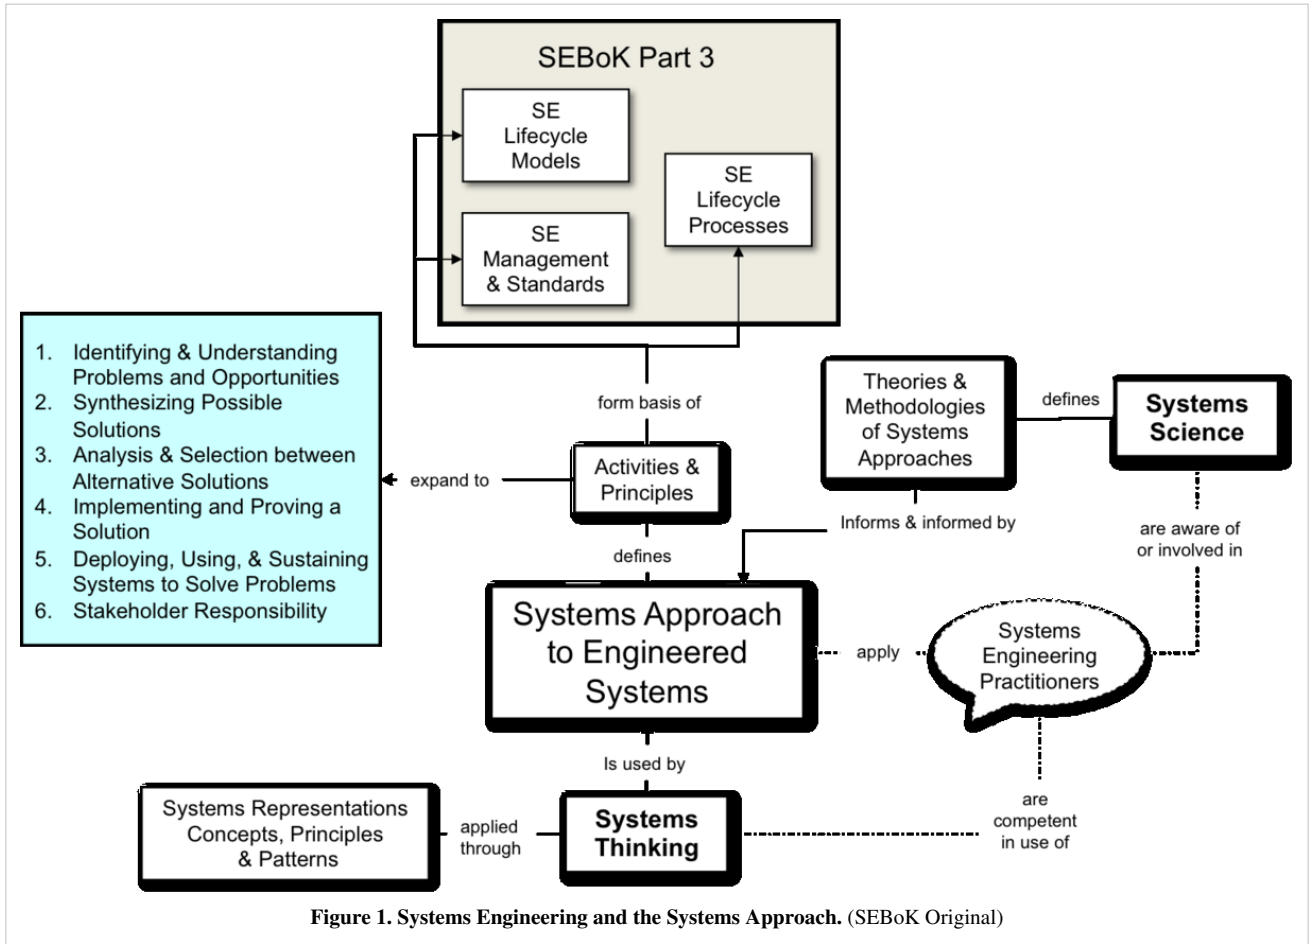 SEBoK Part 3
SE
Lifecycle
Models
SE
Lifecycle
Processes
SE
Management
& Standards
1. Identifying & Understanding
Problems and Opportunities
2. Synthesizing Possible
Solutions
3. Analysis & Selection between
Alternative Solutions
4. Implementing and Proving a
Solution
5. Deploying, Using, & Sustaining
Systems to Solve Problems
6. Stakeholder Responsibility
form basis of
expand to
Activities &
Principles
defines
Theories &
Methodologies
of Systems
Approaches
defines
Systems
Science
Informs & informed by
are aware of
or involved in
Systems Approach
to Engineered
Systems
apply
Systems
Engineering
Practitioners
Is used by
Systems Representations
Concepts, Principles
& Patterns
applied
through
Systems
Thinking
are
competent
in use of
Figure 1. Systems Engineering and the Systems Approach. (SEBoK Original)